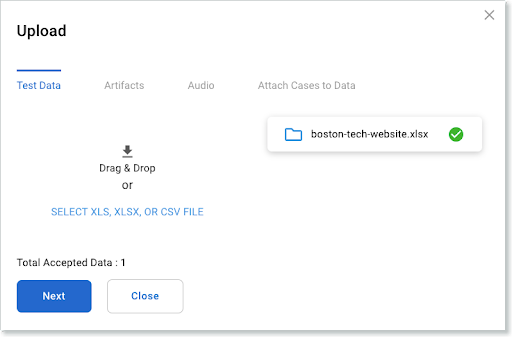 Upload
Test Data
Artifacts
Audio
Attach Cases to Data
Drag & Drop
or
SELECT XLS, XLSX, OR CSV FILE
boston-tech-website.xlsx
Total Accepted Data : 1
Next
Close